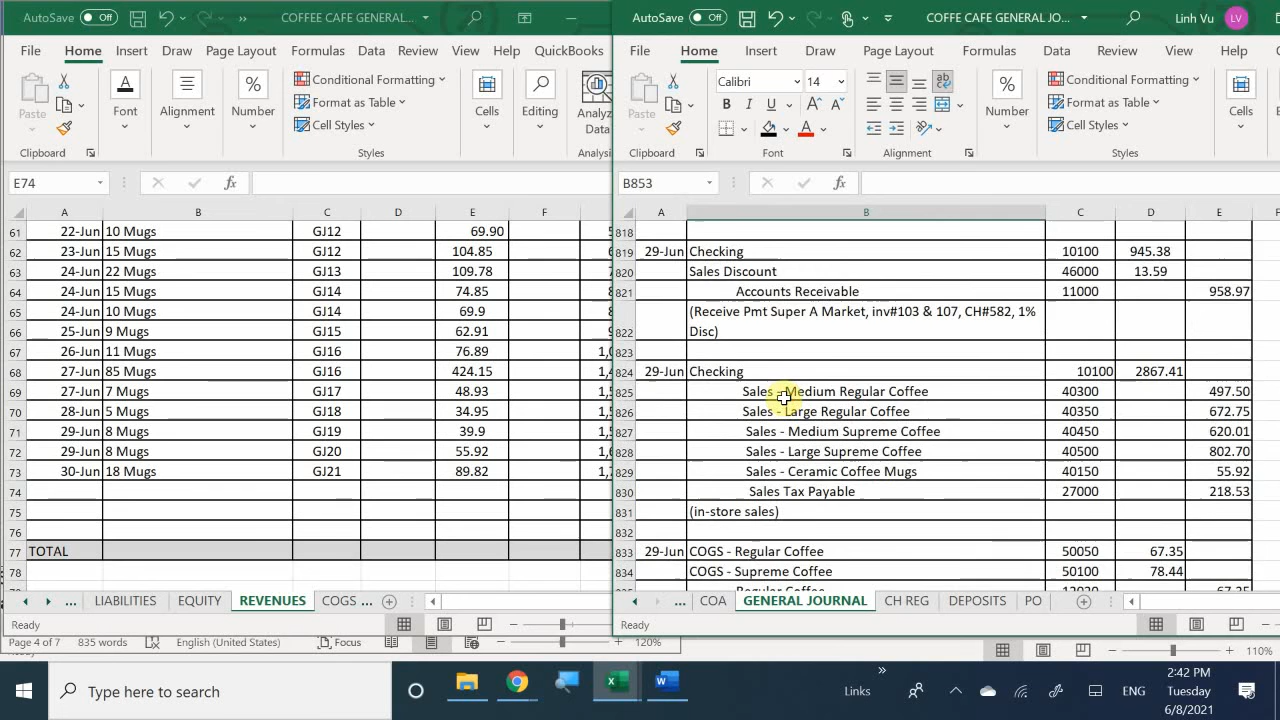 AutoSave Off COFFEE CAFE GENERAL...
File Home Insert Draw Page Layout Formulas Data Review View Help QuickBooks
Paste Font Alignment Number Conditional Formatting Format as Table Cell Styles Cells Editing Analyz Data
Clipboard Styles Analysi
E74 fx
A B C D E F
61 22-Jun 10 Mugs GJ12 69.90
62 23-Jun 15 Mugs GJ12 104.85
63 24-Jun 22 Mugs GJ13 109.78
64 24-Jun 15 Mugs GJ14 74.85
65 24-Jun 10 Mugs GJ14 69.9
66 25-Jun 9 Mugs GJ15 62.91
67 26-Jun 11 Mugs GJ16 76.89
68 27-Jun 85 Mugs GJ16 424.15
69 27-Jun 7 Mugs GJ17 48.93
70 28-Jun 5 Mugs GJ18 34.95
71 29-Jun 8 Mugs GJ19 39.9
72 29-Jun 8 Mugs GJ20 55.92
73 30-Jun 18 Mugs GJ21 89.82
74
75
76
77 TOTAL
78
... LIABILITIES EQUITY REVENUES COGS ...
Ready
Page 4 of 7 835 words English (United States) Focus 120%
AutoSave Off COFFE CAFE GENERAL JO... Linh Vu LV
File Home Insert Draw Page Layout Formulas Data Review View Help
Paste Calibri 14 B I U Number Conditional Formatting Format as Table Cell Styles Cells
Clipboard Font Alignment Styles
B853 fx
A B C D E F
818
819 29-Jun Checking 10100 945.38
820 Sales Discount 46000 13.59
821 Accounts Receivable 11000 958.97
(Receive Pmt Super A Market, inv#103 & 107, CH#582, 1%
822 Disc)
823
824 29-Jun Checking 10100 2867.41
825 Sales - Medium Regular Coffee 40300 497.50
826 Sales - Large Regular Coffee 40350 672.75
827 Sales - Medium Supreme Coffee 40450 620.01
828 Sales - Large Supreme Coffee 40500 802.70
829 Sales - Ceramic Coffee Mugs 40150 55.92
830 Sales Tax Payable 27000 218.53
831 (in-store sales)
832
833 29-Jun COGS - Regular Coffee 50050 67.35
834 COGS - Supreme Coffee 50100 78.44
... COA GENERAL JOURNAL CH REG DEPOSITS PO
Ready
110%
Type here to search
Links ENG
2:42 PM
Tuesday
6/8/2021